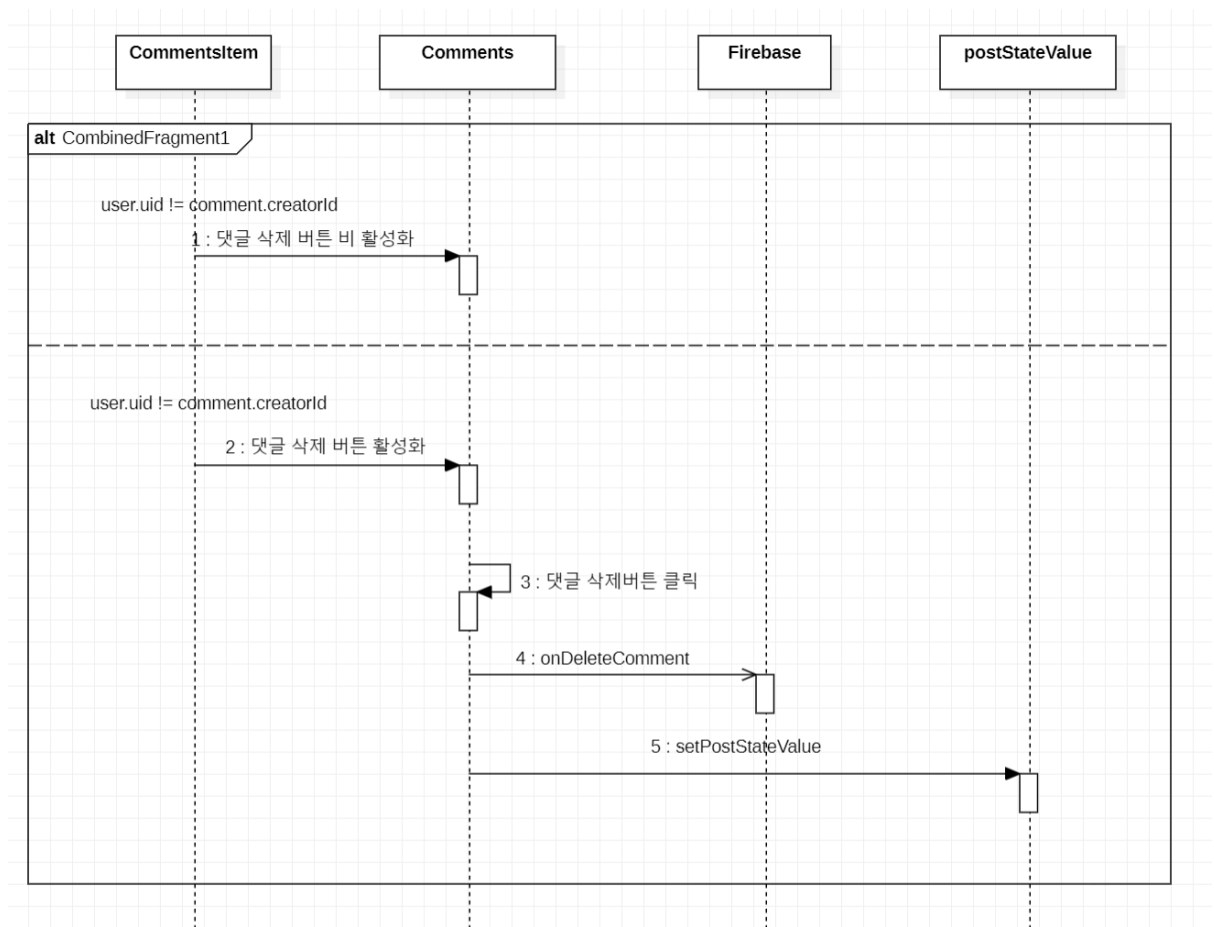 CommentsItem
Comments
Firebase
postStateValue
alt CombinedFragment1
user.uid != comment.creatorId
1 : 댓글 삭제 버튼 비 활성화
user.uid != comment.creatorId
2 : 댓글 삭제 버튼 활성화
3 : 댓글 삭제버튼 클릭
4 : onDeleteComment
5 : setPostStateValue